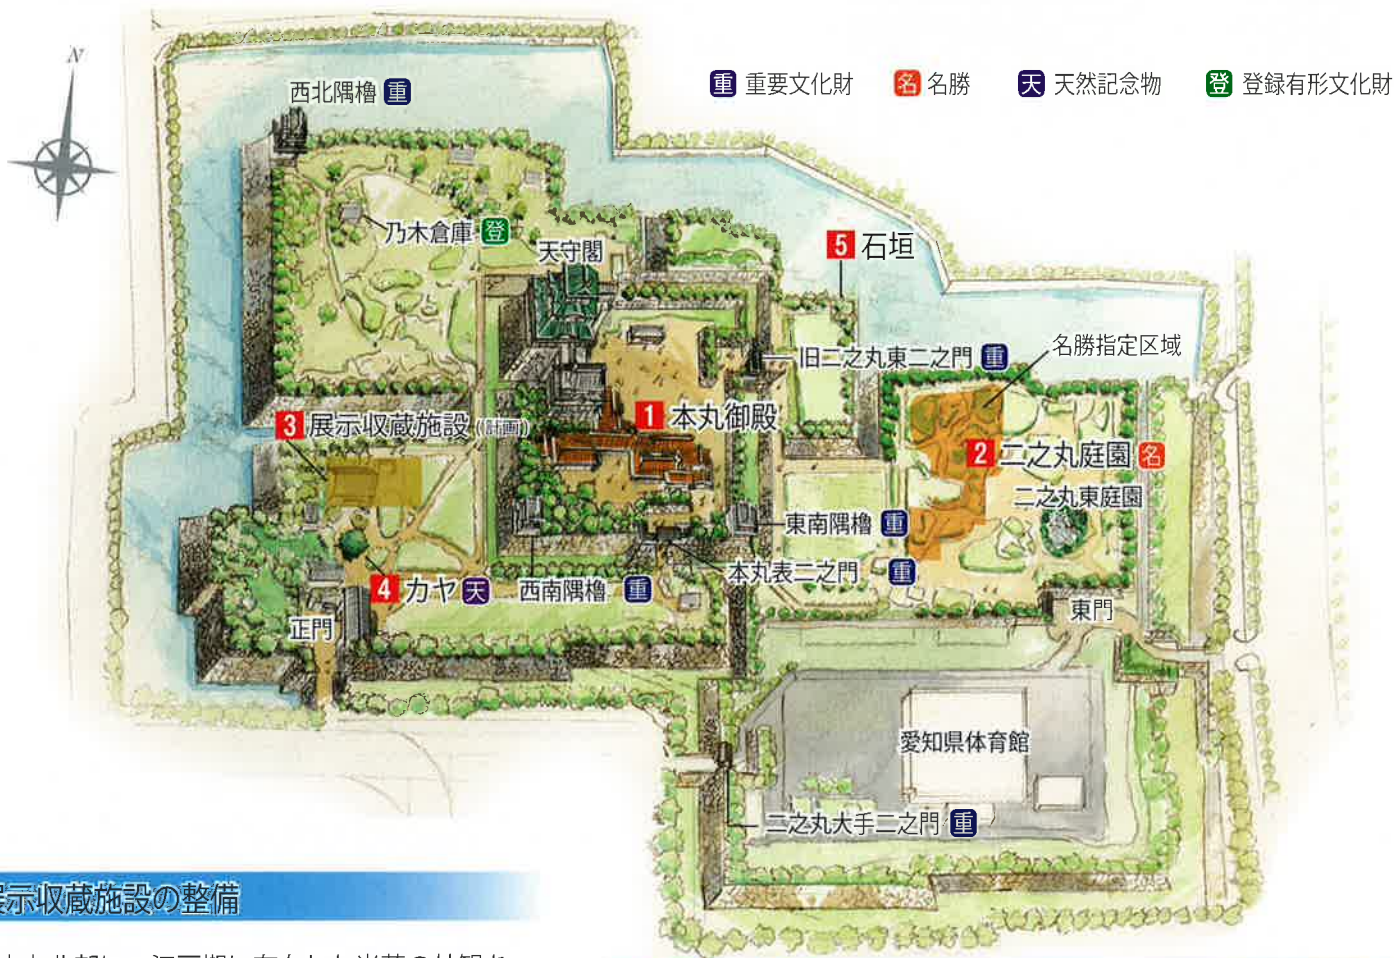 N
重 重要文化財 名 名勝 天 天然記念物 登 登録有形文化財
西北隅櫓 重
乃木倉庫 登
天守閣
5 石垣
旧二之丸東二之門 重
名勝指定区域
3 展示収蔵施設(計画)
1 本丸御殿
2 二之丸庭園 名
二之丸東庭園
東南隅櫓 重
本丸表二之門 重
4 カヤ 天
西南隅櫓 重
正門
東門
愛知県体育館
二之丸大手二之門 重
展示収蔵施設の整備